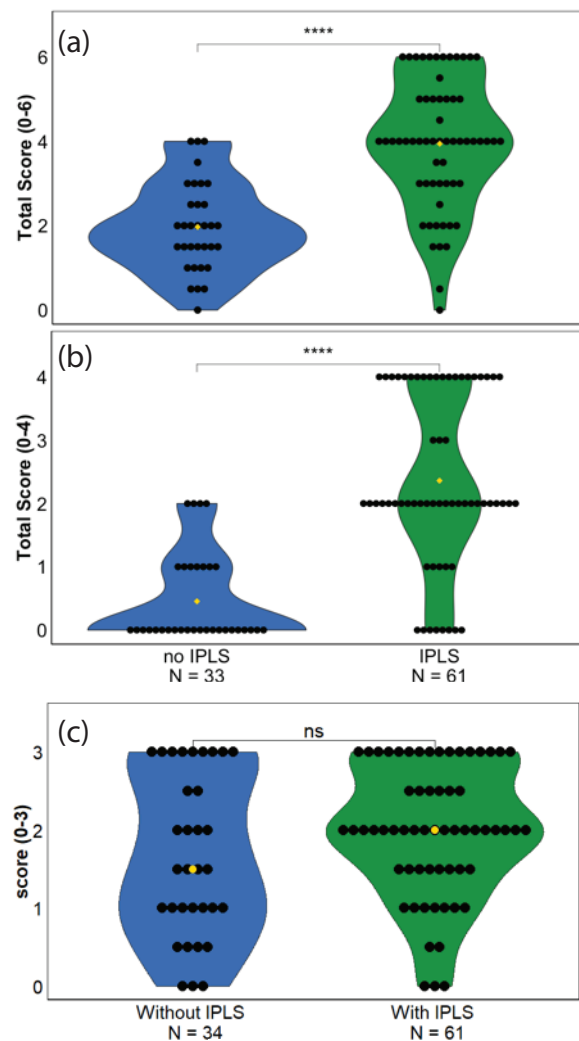 (a)
****
Total Score (0-6)
6
4
2
0
(b)
****
Total Score (0-4)
4
3
2
1
0
no IPLS
N = 33
IPLS
N = 61
(c)
ns
score (0-3)
3
2
1
0
Without IPLS
N = 34
With IPLS
N = 61